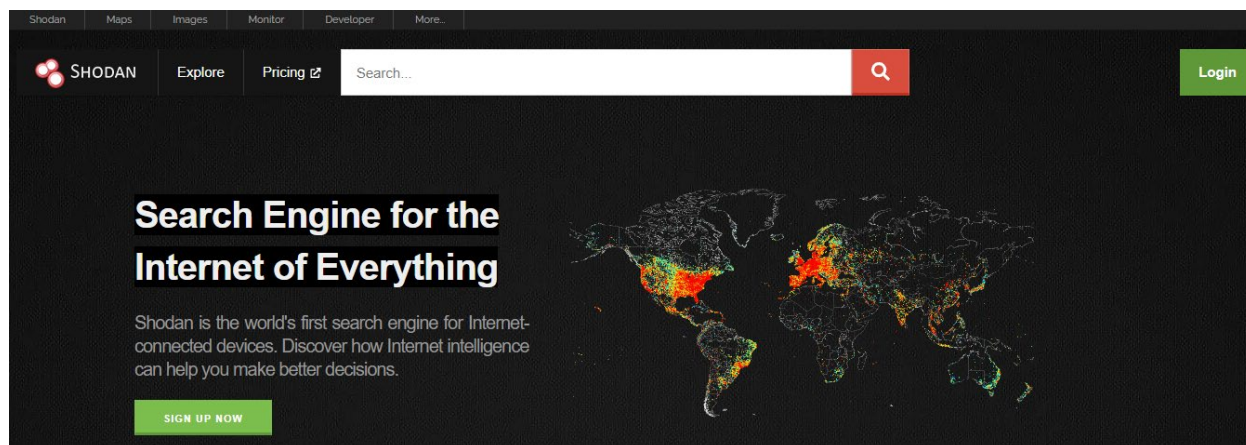 Shodan Maps Images Monitor Developer More...
SHODAN Explore Pricing Search... Login
Search Engine for the
Internet of Everything
Shodan is the world's first search engine for Internet-
connected devices. Discover how Internet intelligence
can help you make better decisions.
SIGN UP NOW